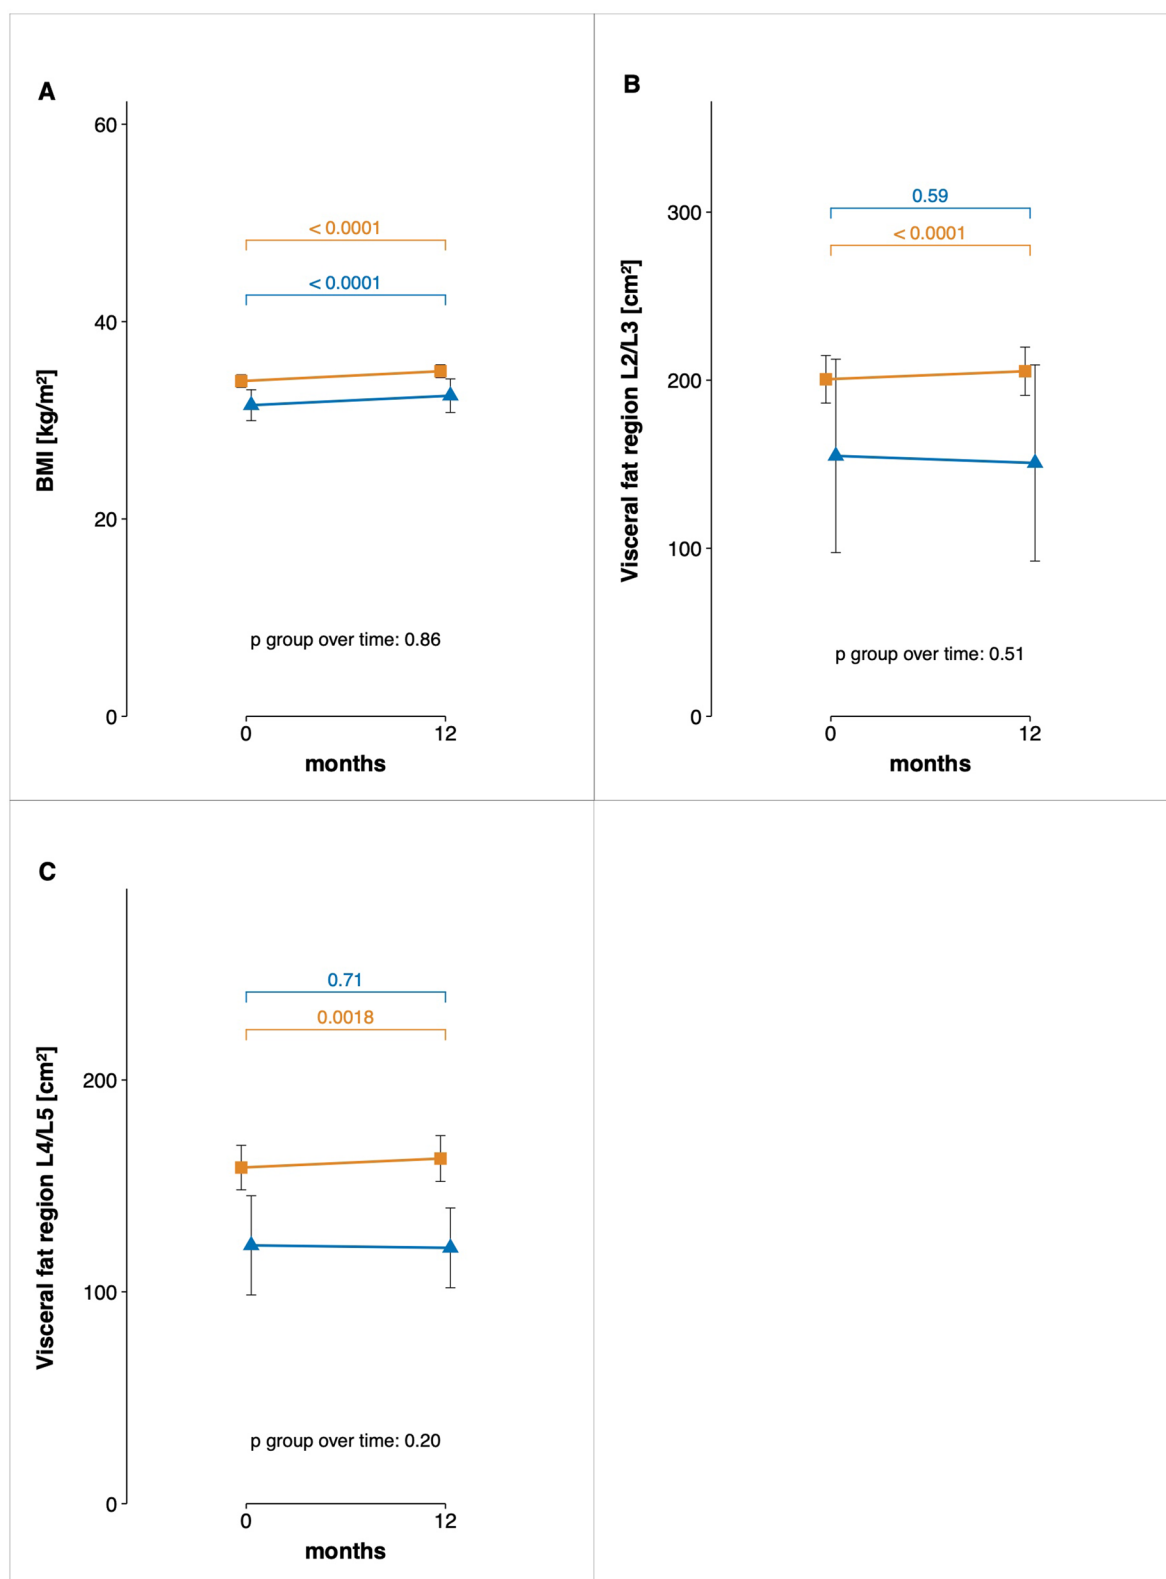 A
60
40
20
0
BMI [kg/m²]
< 0.0001
< 0.0001
p group over time: 0.86
0 12
months
B
300
200
100
0
Visceral fat region L2/L3 [cm²]
0.59
< 0.0001
p group over time: 0.51
0 12
months
C
200
100
0
Visceral fat region L4/L5 [cm²]
0.71
0.0018
p group over time: 0.20
0 12
months